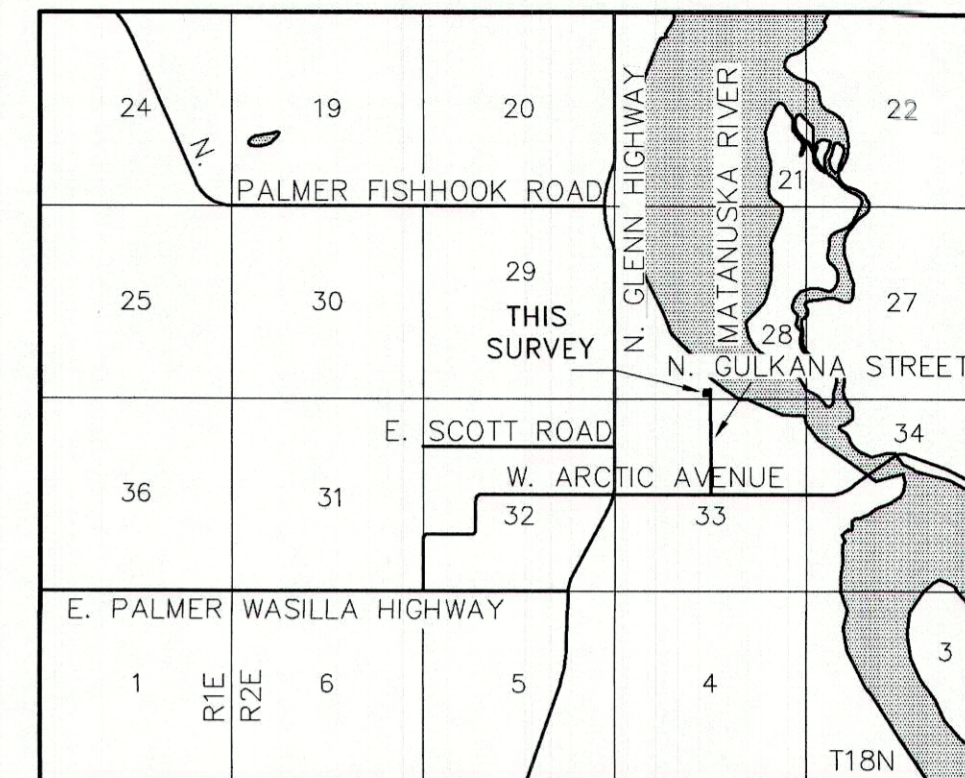 24
19
20
22
N.
PALMER FISHHOOK ROAD
N. GLENN HIGHWAY
MATANUSKA RIVER
21
25
30
29
THIS
SURVEY
28
27
N. GULKANA STREET
E. SCOTT ROAD
34
W. ARCTIC AVENUE
36
31
32
33
E. PALMER WASILLA HIGHWAY
1
R1E
R2E
6
5
4
3
T18N